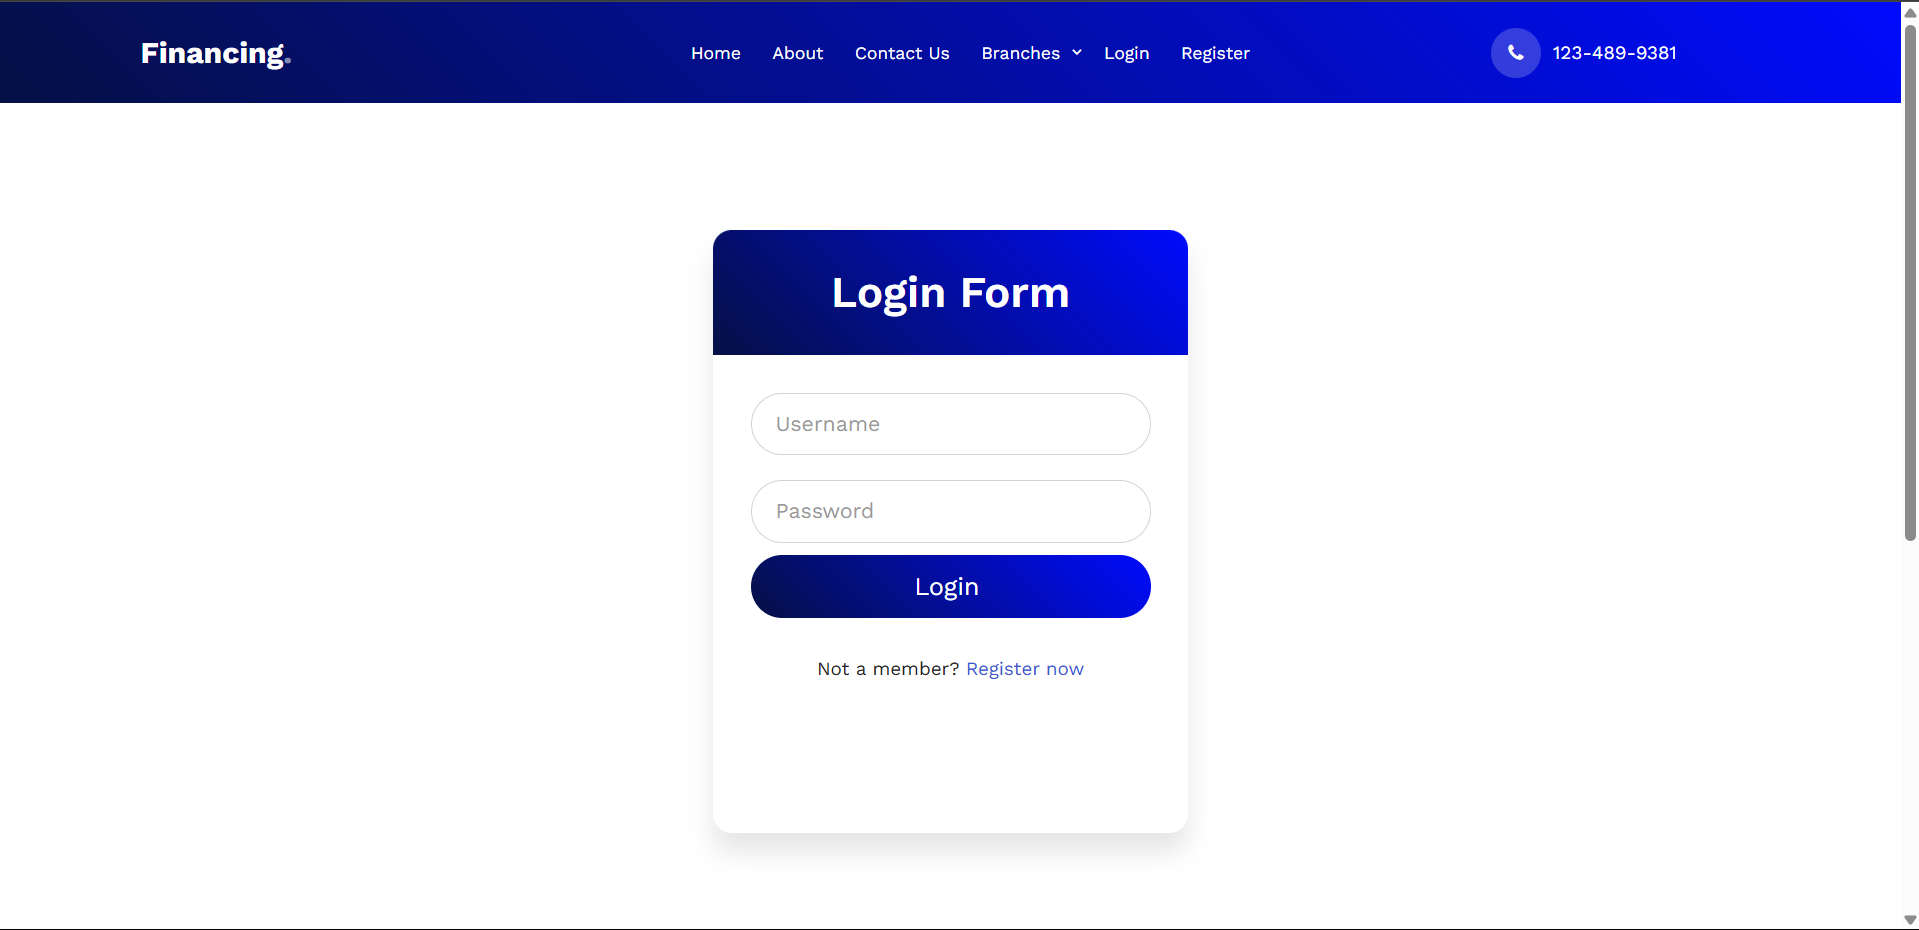 Financing.
Home About Contact Us Branches Login Register
123-489-9381
Login Form
Username
Password
Login
Not a member? Register now